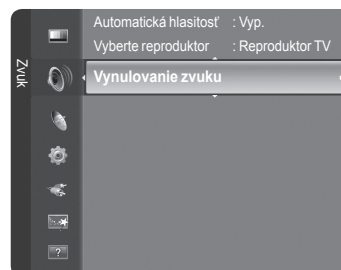 Automatická hlasitosť : Vyp.
Vyberte reproduktor : Reproduktor TV
Zvuk
Vynulovanie zvuku
?